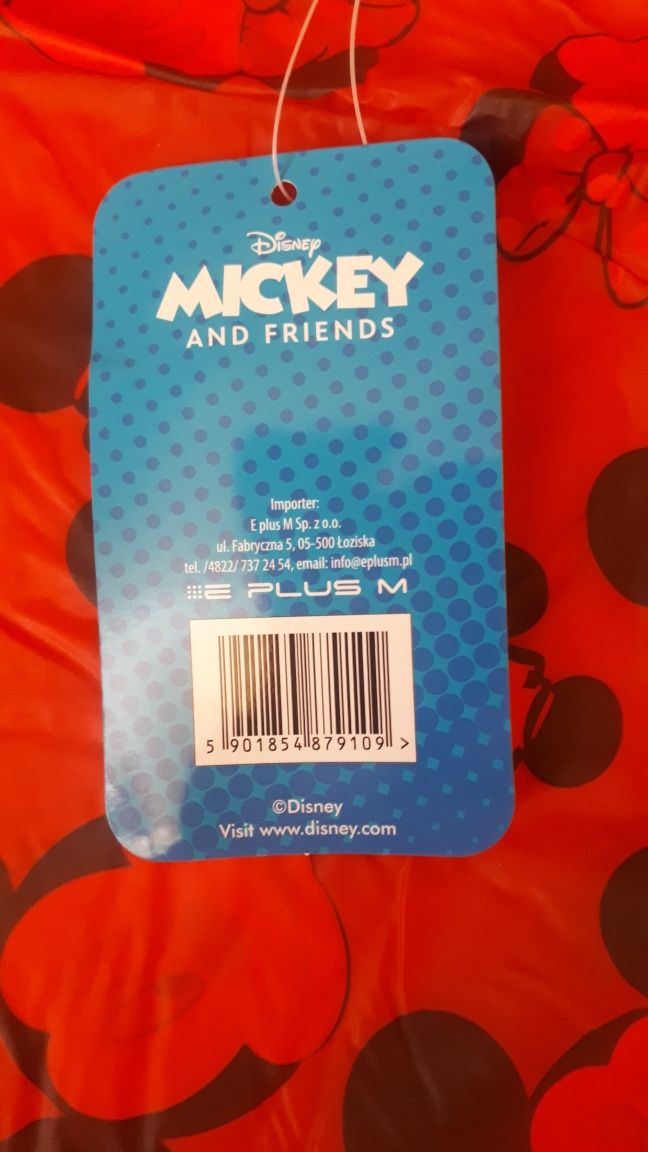 Disney
MICKEY
AND FRIENDS
Importer:
E plus M Sp. z o.o.
ul. Fabryczna 5, 05-500 Łoziska
tel. /4822/ 737 24 54, email: info@eplusm.pl
E PLUS M
5 901854 879109 >
©Disney
Visit www.disney.com